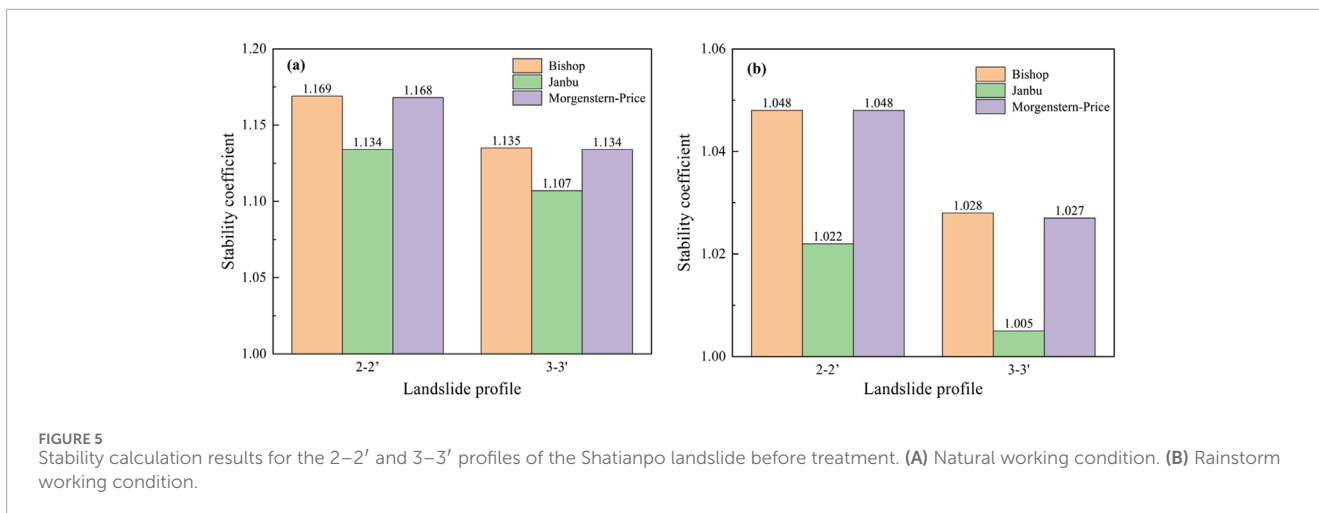 (a)
Bishop
Janbu
Morgenstern-Price
1.20
1.15
1.10
1.05
1.00
Stability coefficient
1.169
1.134
1.168
1.135
1.107
1.134
2-2’
3-3'
Landslide profile
(b)
Bishop
Janbu
Morgenstern-Price
1.06
1.04
1.02
1.00
Stability coefficient
1.048
1.022
1.048
1.028
1.005
1.027
2-2’
3-3'
Landslide profile
FIGURE 5
Stability calculation results for the 2–2′ and 3–3′ profiles of the Shatianpo landslide before treatment. (A) Natural working condition. (B) Rainstorm
working condition.